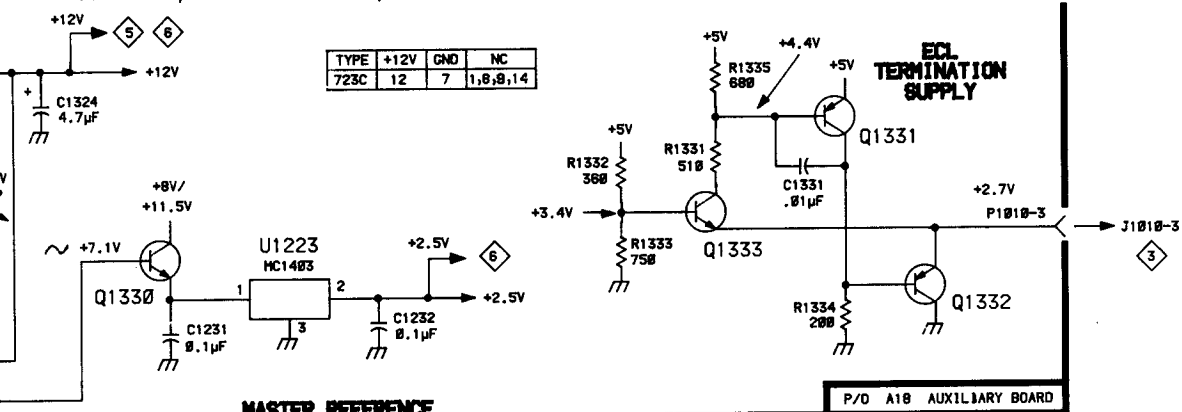 +12V
5 6
+12V
+
C1324
4.7µF
TYPE +12V GND NC
723C 12 7 1,8,9,14
V
+8V/
+11.5V
~ +7.1V
Q1330
C1231
0.1µF
U1223
MC1403
1 2
3
+2.5V
6
+2.5V
C1232
0.1µF
+5V
R1335
680
+4.4V
+5V
ECL
TERMINATION
SUPPLY
Q1331
+5V
R1332
360
R1331
510
C1331
.01µF
+3.4V
Q1333
R1333
750
+2.7V
P1010-3
J1010-3
3
R1334
200
Q1332
MASTER REFERENCE
P/O A18 AUXILIARY BOARD